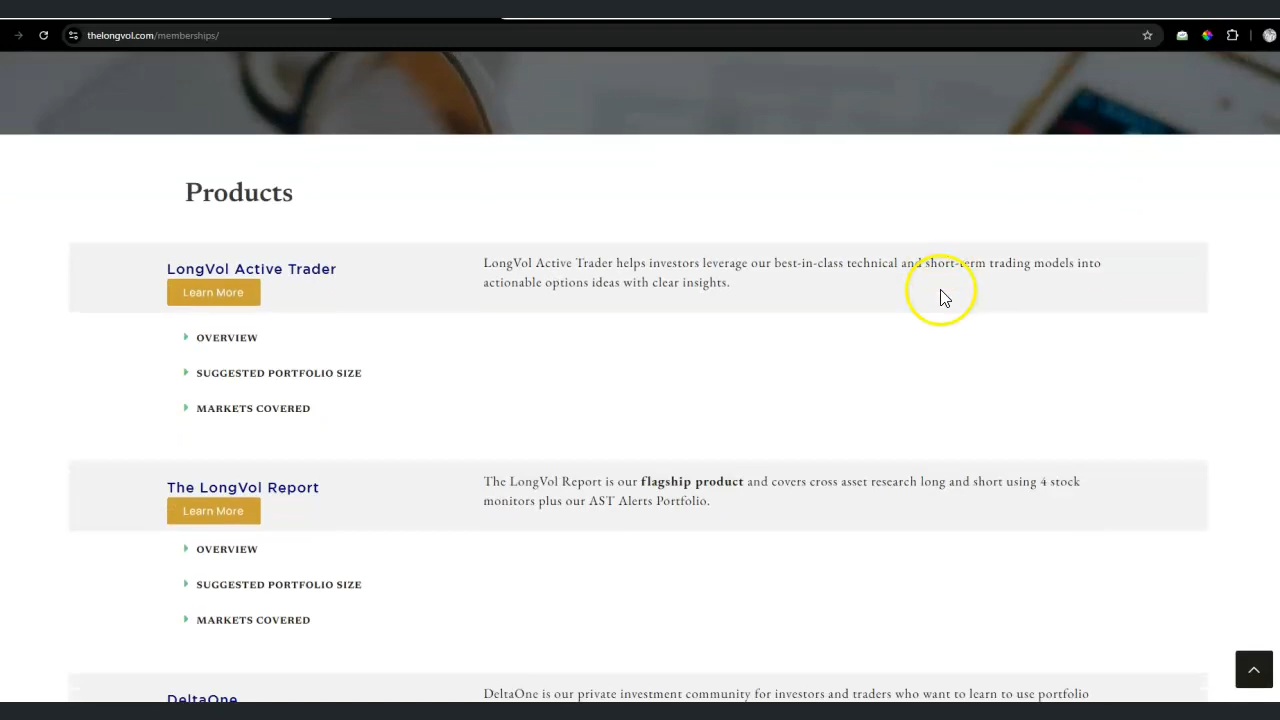 thelongvol.com/memberships/
Products
LongVol Active Trader
Learn More
LongVol Active Trader helps investors leverage our best-in-class technical and short-term trading models into
actionable options ideas with clear insights.
OVERVIEW
SUGGESTED PORTFOLIO SIZE
MARKETS COVERED
The LongVol Report
Learn More
The LongVol Report is our flagship product and covers cross asset research long and short using 4 stock
monitors plus our AST Alerts Portfolio.
OVERVIEW
SUGGESTED PORTFOLIO SIZE
MARKETS COVERED
DeltaOne
DeltaOne is our private investment community for investors and traders who want to learn to use portfolio